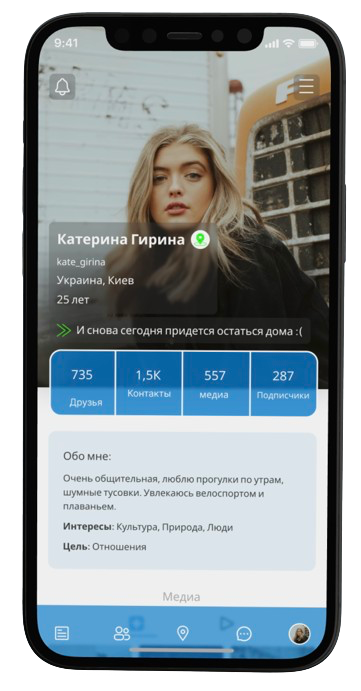 9:41
F
Катерина Гирина
kate_girina
Украина, Киев
25 лет
И снова сегодня придется остаться дома :(
735
Друзья
1,5K
Контакты
557
медиа
287
Подписчики
Обо мне:
Очень общительная, люблю прогулки по утрам,
шумные тусовки. Увлекаюсь велоспортом и
плаваньем.
Интересы: Культура, Природа, Люди
Цель: Отношения
Медиа